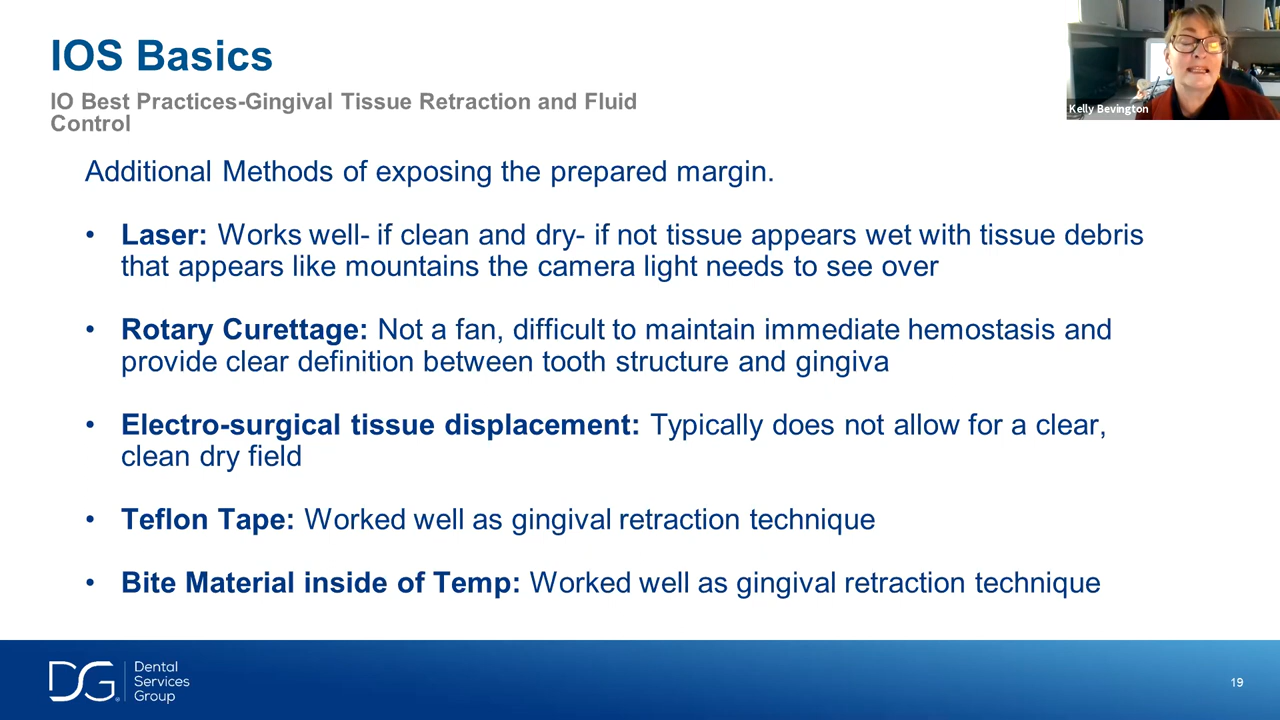 IOS Basics
IO Best Practices-Gingival Tissue Retraction and Fluid
Control
Kelly Bevington
Additional Methods of exposing the prepared margin.
• Laser: Works well- if clean and dry- if not tissue appears wet with tissue debris
that appears like mountains the camera light needs to see over
• Rotary Curettage: Not a fan, difficult to maintain immediate hemostasis and
provide clear definition between tooth structure and gingiva
• Electro-surgical tissue displacement: Typically does not allow for a clear,
clean dry field
• Teflon Tape: Worked well as gingival retraction technique
• Bite Material inside of Temp: Worked well as gingival retraction technique
DSG®
Dental
Services
Group
19